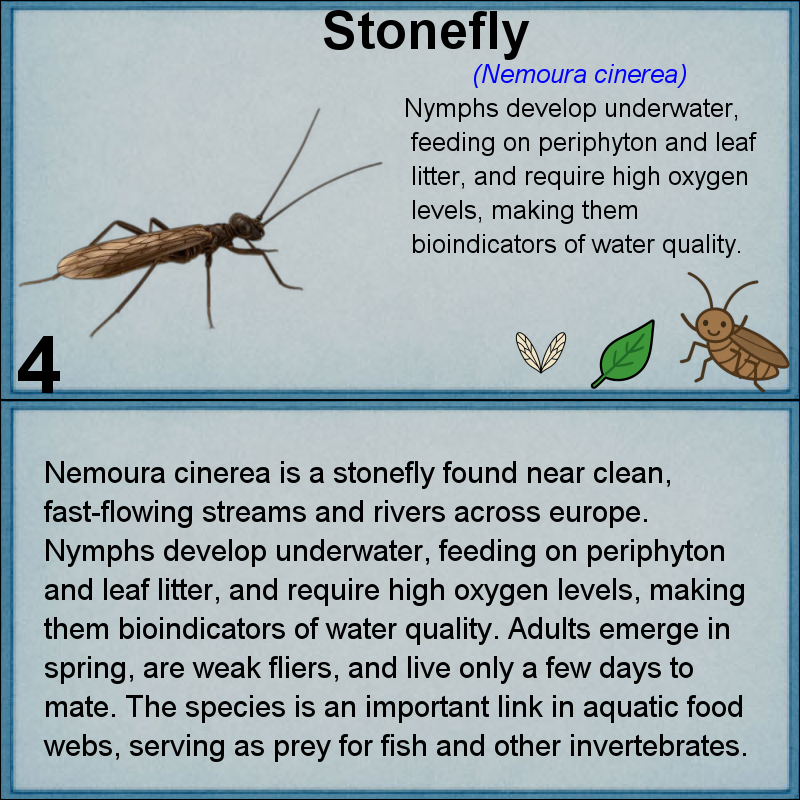 Stonefly
(Nemoura cinerea)
Nymphs develop underwater,
feeding on periphyton and leaf
litter, and require high oxygen
levels, making them
bioindicators of water quality.
4
Nemoura cinerea is a stonefly found near clean,
fast-flowing streams and rivers across europe.
Nymphs develop underwater, feeding on periphyton
and leaf litter, and require high oxygen levels, making
them bioindicators of water quality. Adults emerge in
spring, are weak fliers, and live only a few days to
mate. The species is an important link in aquatic food
webs, serving as prey for fish and other invertebrates.